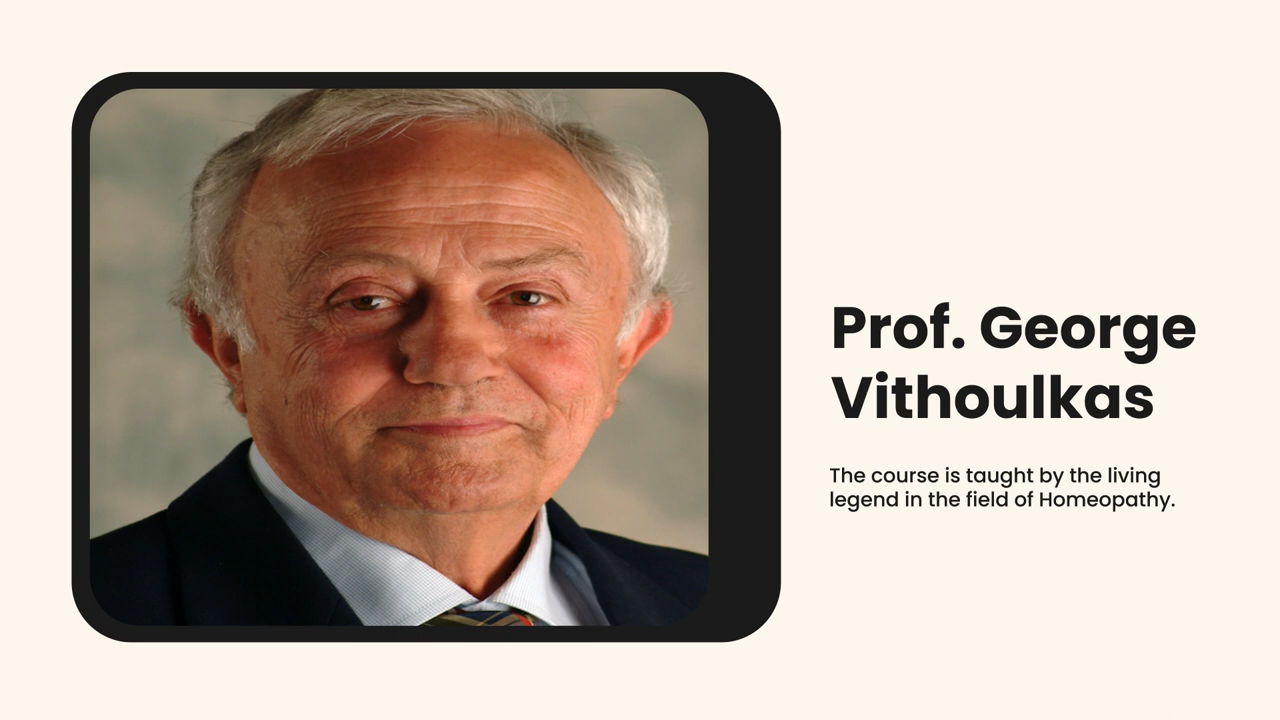 Prof. George
Vithoulkas
The course is taught by the living
legend in the field of Homeopathy.